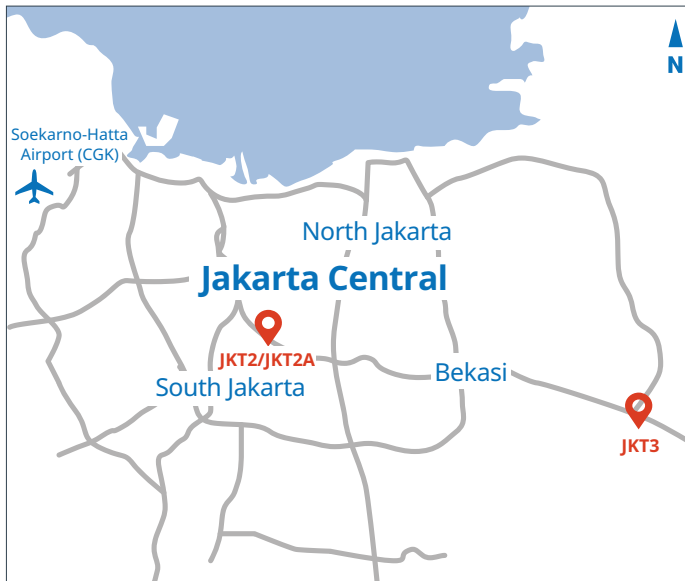 N
Soekarno-Hatta
Airport (CGK)
North Jakarta
Jakarta Central
JKT2/JKT2A
South Jakarta
Bekasi
JKT3